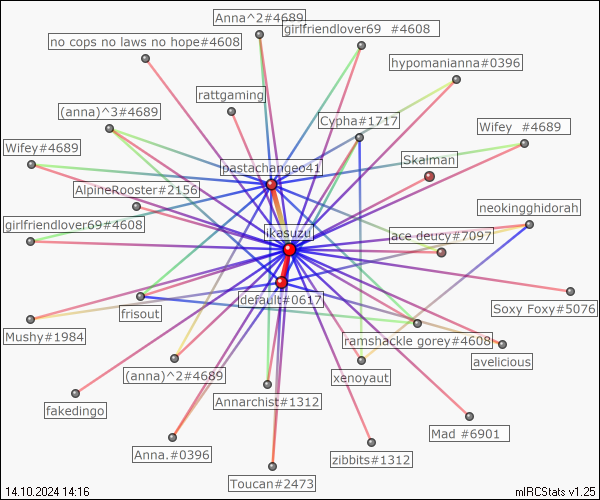 Anna^2#4689
girlfriendlover69 #4608
no cops no laws no hope#4608
hypomanianna#0396
rattgaming
(anna)^3#4689
Cypha#1717
Wifey #4689
Wifey#4689
pastachangeo41
Skalman
AlpineRooster#2156
neokingghidorah
girlfriendlover69#4608
ikesuzu
ace deucy#7097
default#0617
Soxy Foxy#5076
frisout
Mushy#1984
ramshackle gorey#4608
avelicious
(anna)^2#4689
xenoyaut
Annarchist#1312
fakedingo
Mad #6901
Anna.#0396
zibbits#1312
Toucan#2473
14.10.2024 14:16
mIRCStats v1.25